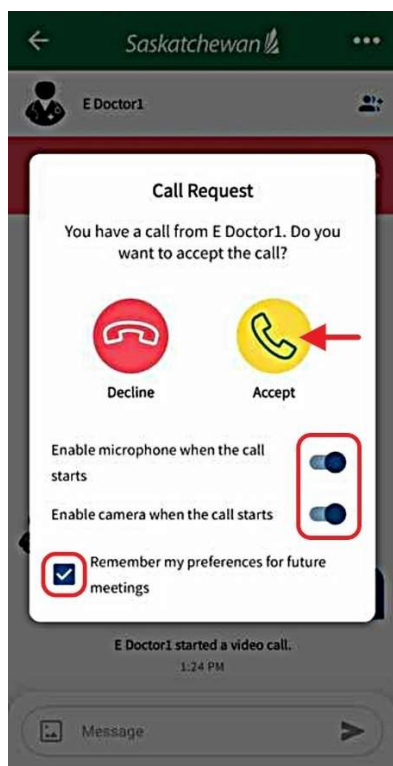 Saskatchewan
E Doctor1
Call Request
You have a call from E Doctor1. Do you
want to accept the call?
Decline
Accept
Enable microphone when the call
starts
Enable camera when the call starts
Remember my preferences for future
meetings
E Doctor1 started a video call.
1:24 PM
Message